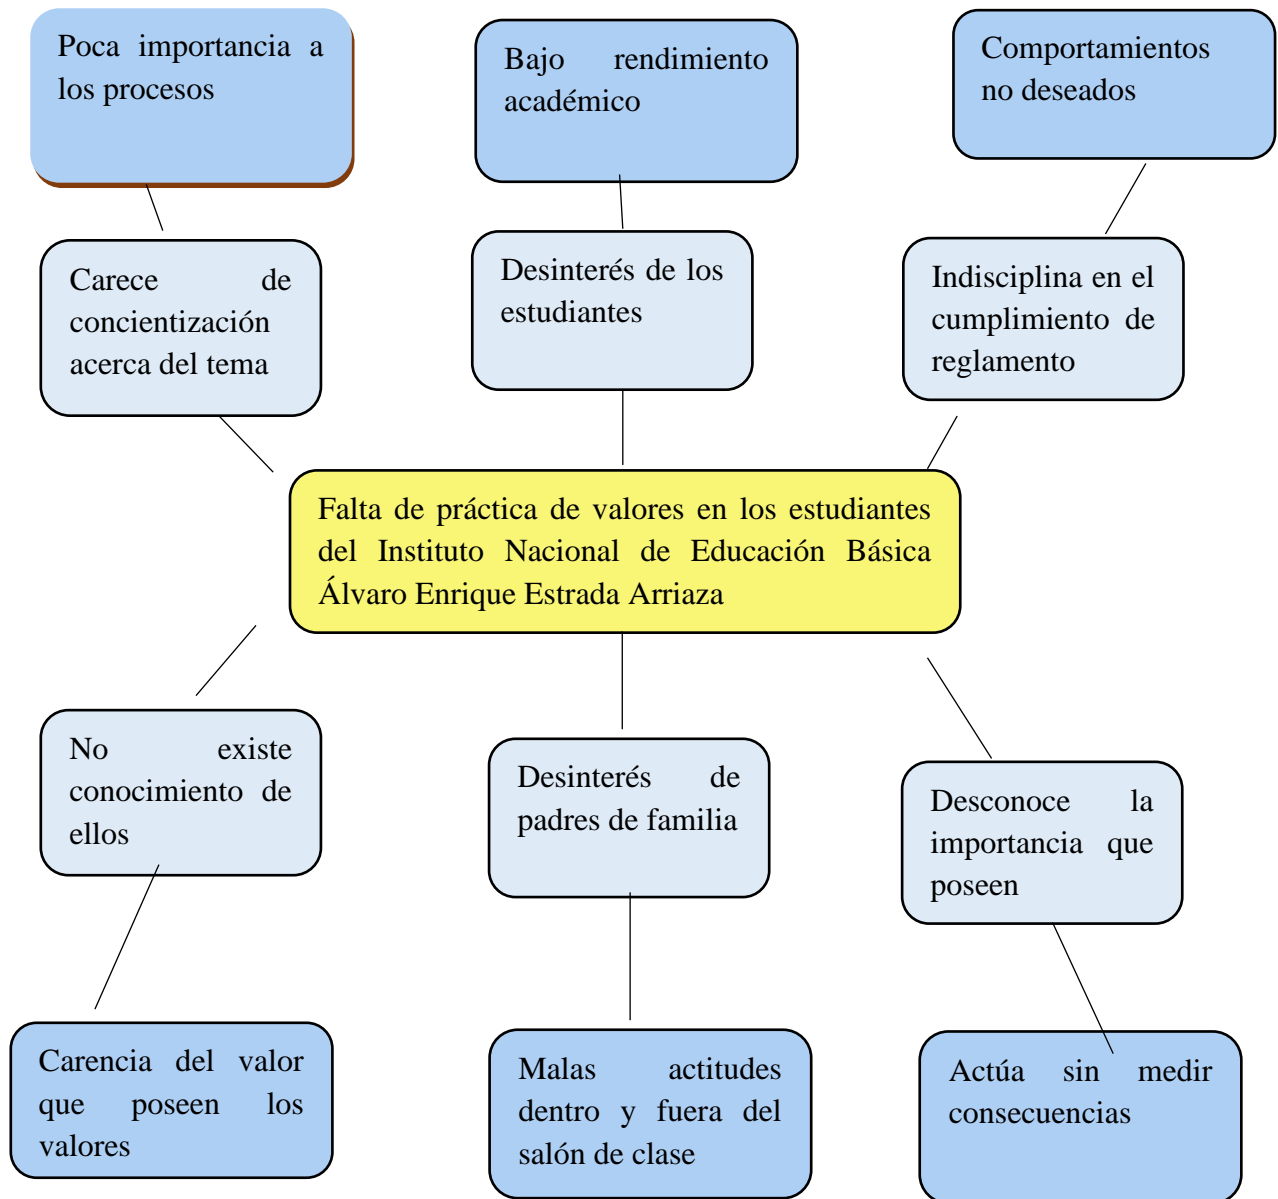 Poca importancia a
los procesos
Bajo rendimiento
académico
Comportamientos
no deseados
Carece de
concientización
acerca del tema
Desinterés de los
estudiantes
Indisciplina en el
cumplimiento de
reglamento
Falta de práctica de valores en los estudiantes
del Instituto Nacional de Educación Básica
Álvaro Enrique Estrada Arriaza
No existe
conocimiento de
ellos
Desinterés de
padres de familia
Desconoce la
importancia que
poseen
Carencia del valor
que poseen los
valores
Malas actitudes
dentro y fuera del
salón de clase
Actúa sin medir
consecuencias